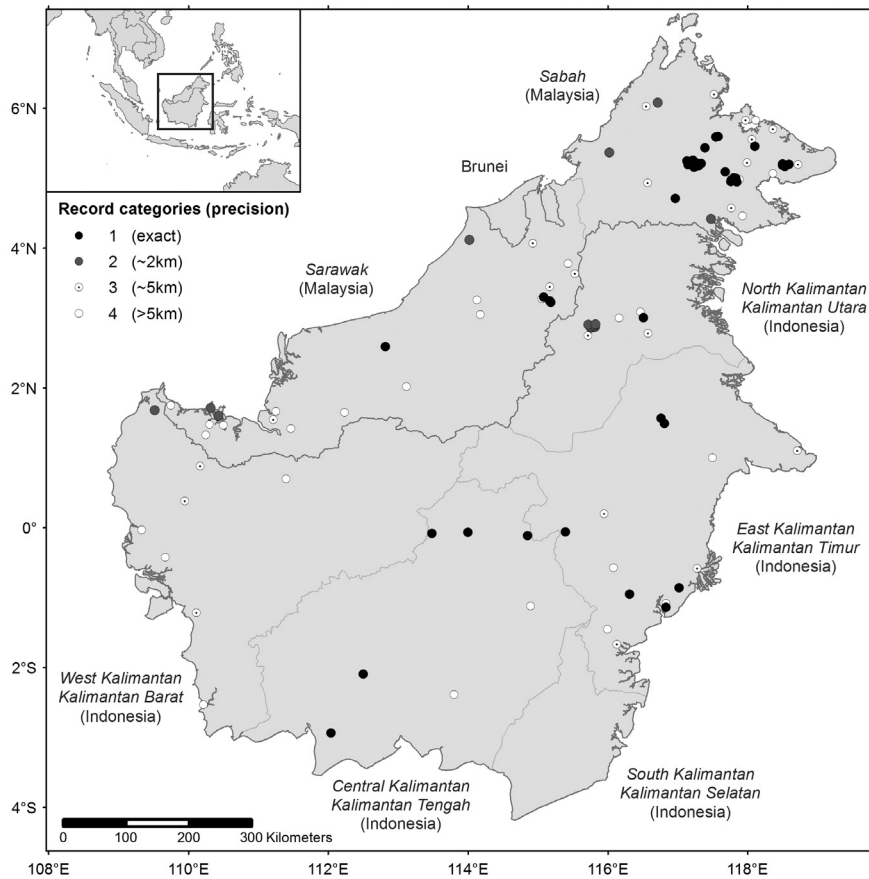 6°N
4°N
2°N
0°
2°S
4°S
Sabah
(Malaysia)
Brunei
Record categories (precision)
1 (exact)
2 (~2km)
3 (~5km)
4 (>5km)
Sarawak
(Malaysia)
North Kalimantan
Kalimantan Utara
(Indonesia)
East Kalimantan
Kalimantan Timur
(Indonesia)
West Kalimantan
Kalimantan Barat
(Indonesia)
Central Kalimantan
Kalimantan Tengah
(Indonesia)
South Kalimantan
Kalimantan Selatan
(Indonesia)
0 100 200 300 Kilometers
108°E 110°E 112°E 114°E 116°E 118°E